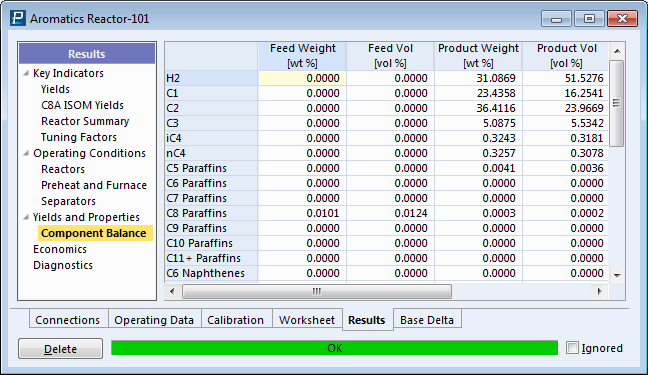 Aromatics Reactor-101
Results
Key Indicators
Yields
C8A ISOM Yields
Reactor Summary
Tuning Factors
Operating Conditions
Reactors
Preheat and Furnace
Separators
Yields and Properties
Component Balance
Economics
Diagnostics
Feed Weight Feed Vol Product Weight Product Vol
[wt %] [vol %] [wt %] [vol %]
H2 0.0000 0.0000 31.0869 51.5276
C1 0.0000 0.0000 23.4358 16.2541
C2 0.0000 0.0000 36.4116 23.9669
C3 0.0000 0.0000 5.0875 5.5342
iC4 0.0000 0.0000 0.3243 0.3181
nC4 0.0000 0.0000 0.3257 0.3078
C5 Paraffins 0.0000 0.0000 0.0041 0.0036
C6 Paraffins 0.0000 0.0000 0.0000 0.0000
C7 Paraffins 0.0000 0.0000 0.0000 0.0000
C8 Paraffins 0.0101 0.0124 0.0003 0.0002
C9 Paraffins 0.0000 0.0000 0.0000 0.0000
C10 Paraffins 0.0000 0.0000 0.0000 0.0000
C11+ Paraffins 0.0000 0.0000 0.0000 0.0000
C6 Naphthenes 0.0000 0.0000 0.0000 0.0000
Connections Operating Data Calibration Worksheet Results Base Delta
Delete OK Ignored